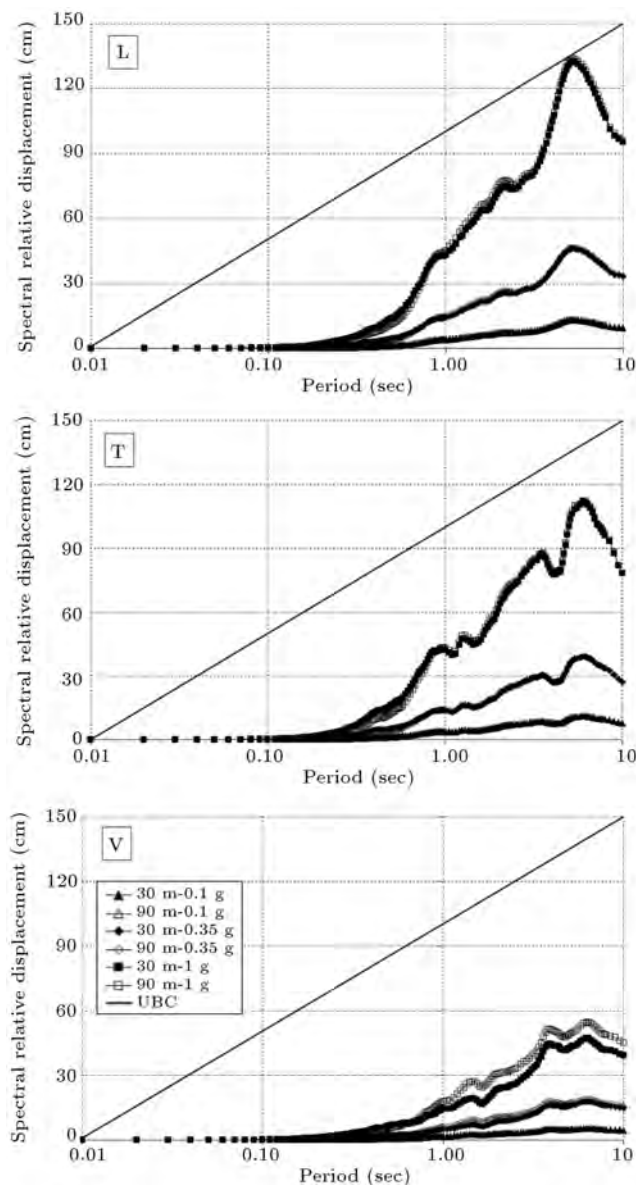 Spectral relative displacement (cm)
150
120
90
60
30
0
L
0.01 0.10 1.00 10
Period (sec)
Spectral relative displacement (cm)
150
120
90
60
30
0
T
0.01 0.10 1.00 10
Period (sec)
Spectral relative displacement (cm)
150
120
90
60
30
0
V
30 m-0.1 g
90 m-0.1 g
30 m-0.35 g
90 m-0.35 g
30 m-1 g
90 m-1 g
UBC
0.01 0.10 1.00 10
Period (sec)